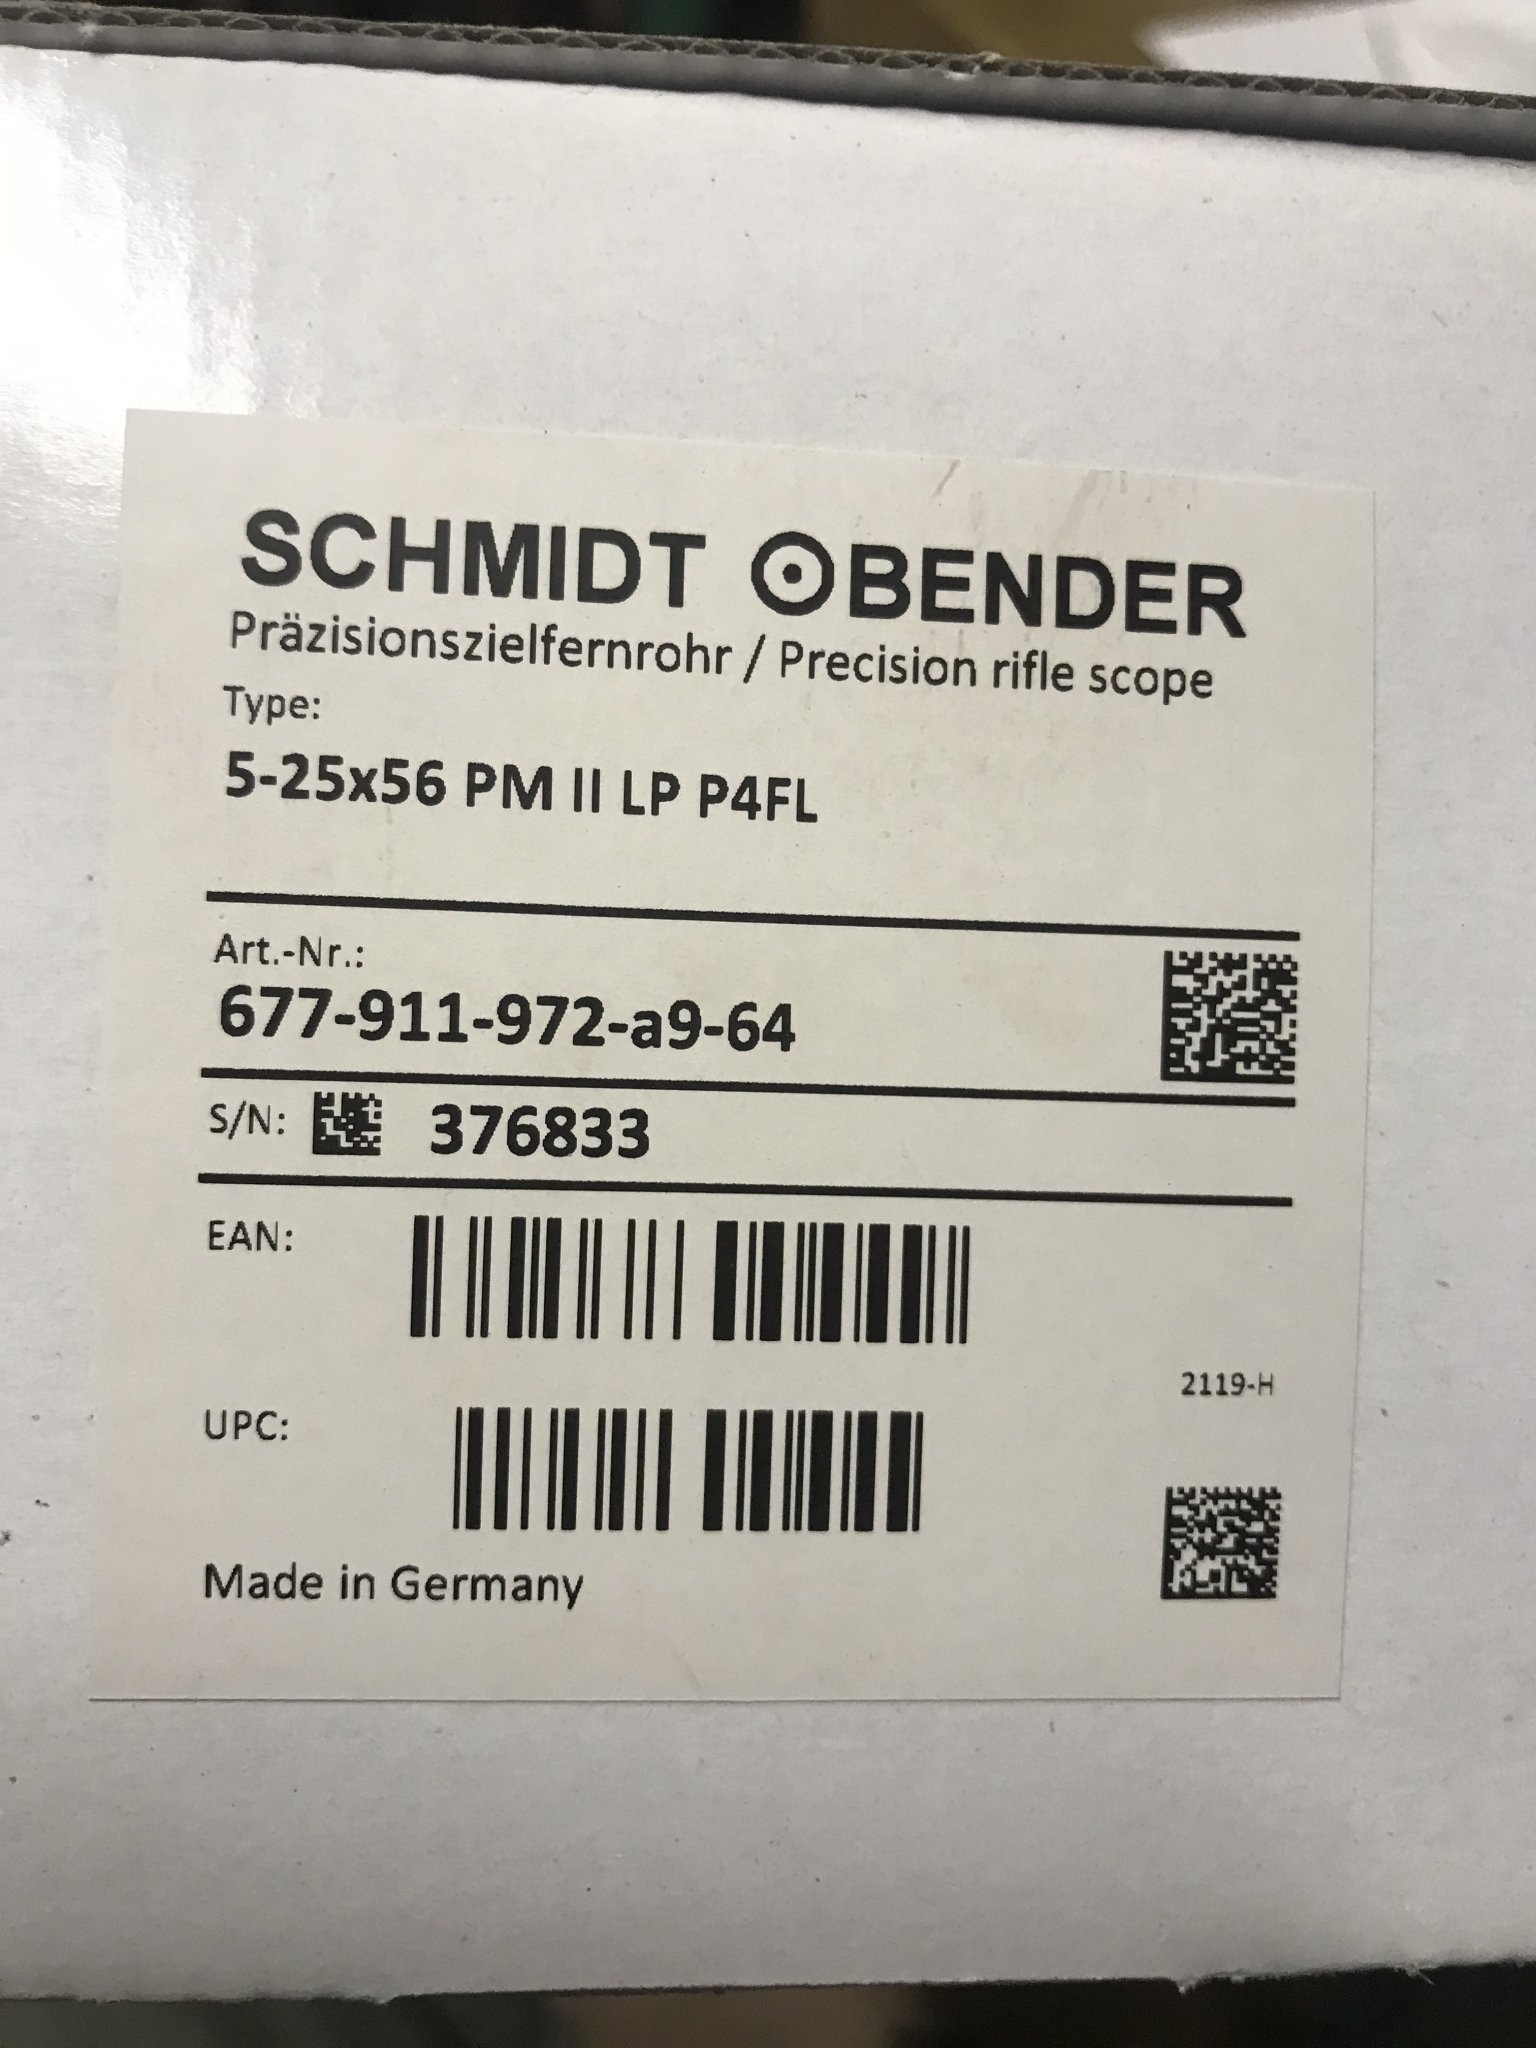 SCHMIDT BENDER
Präzisionszielfernrohr / Precision rifle scope
Type:
5-25x56 PM II LP P4FL
Art.-Nr.:
677-911-972-a9-64
S/N: 376833
EAN:
2119-H
UPC:
Made in Germany